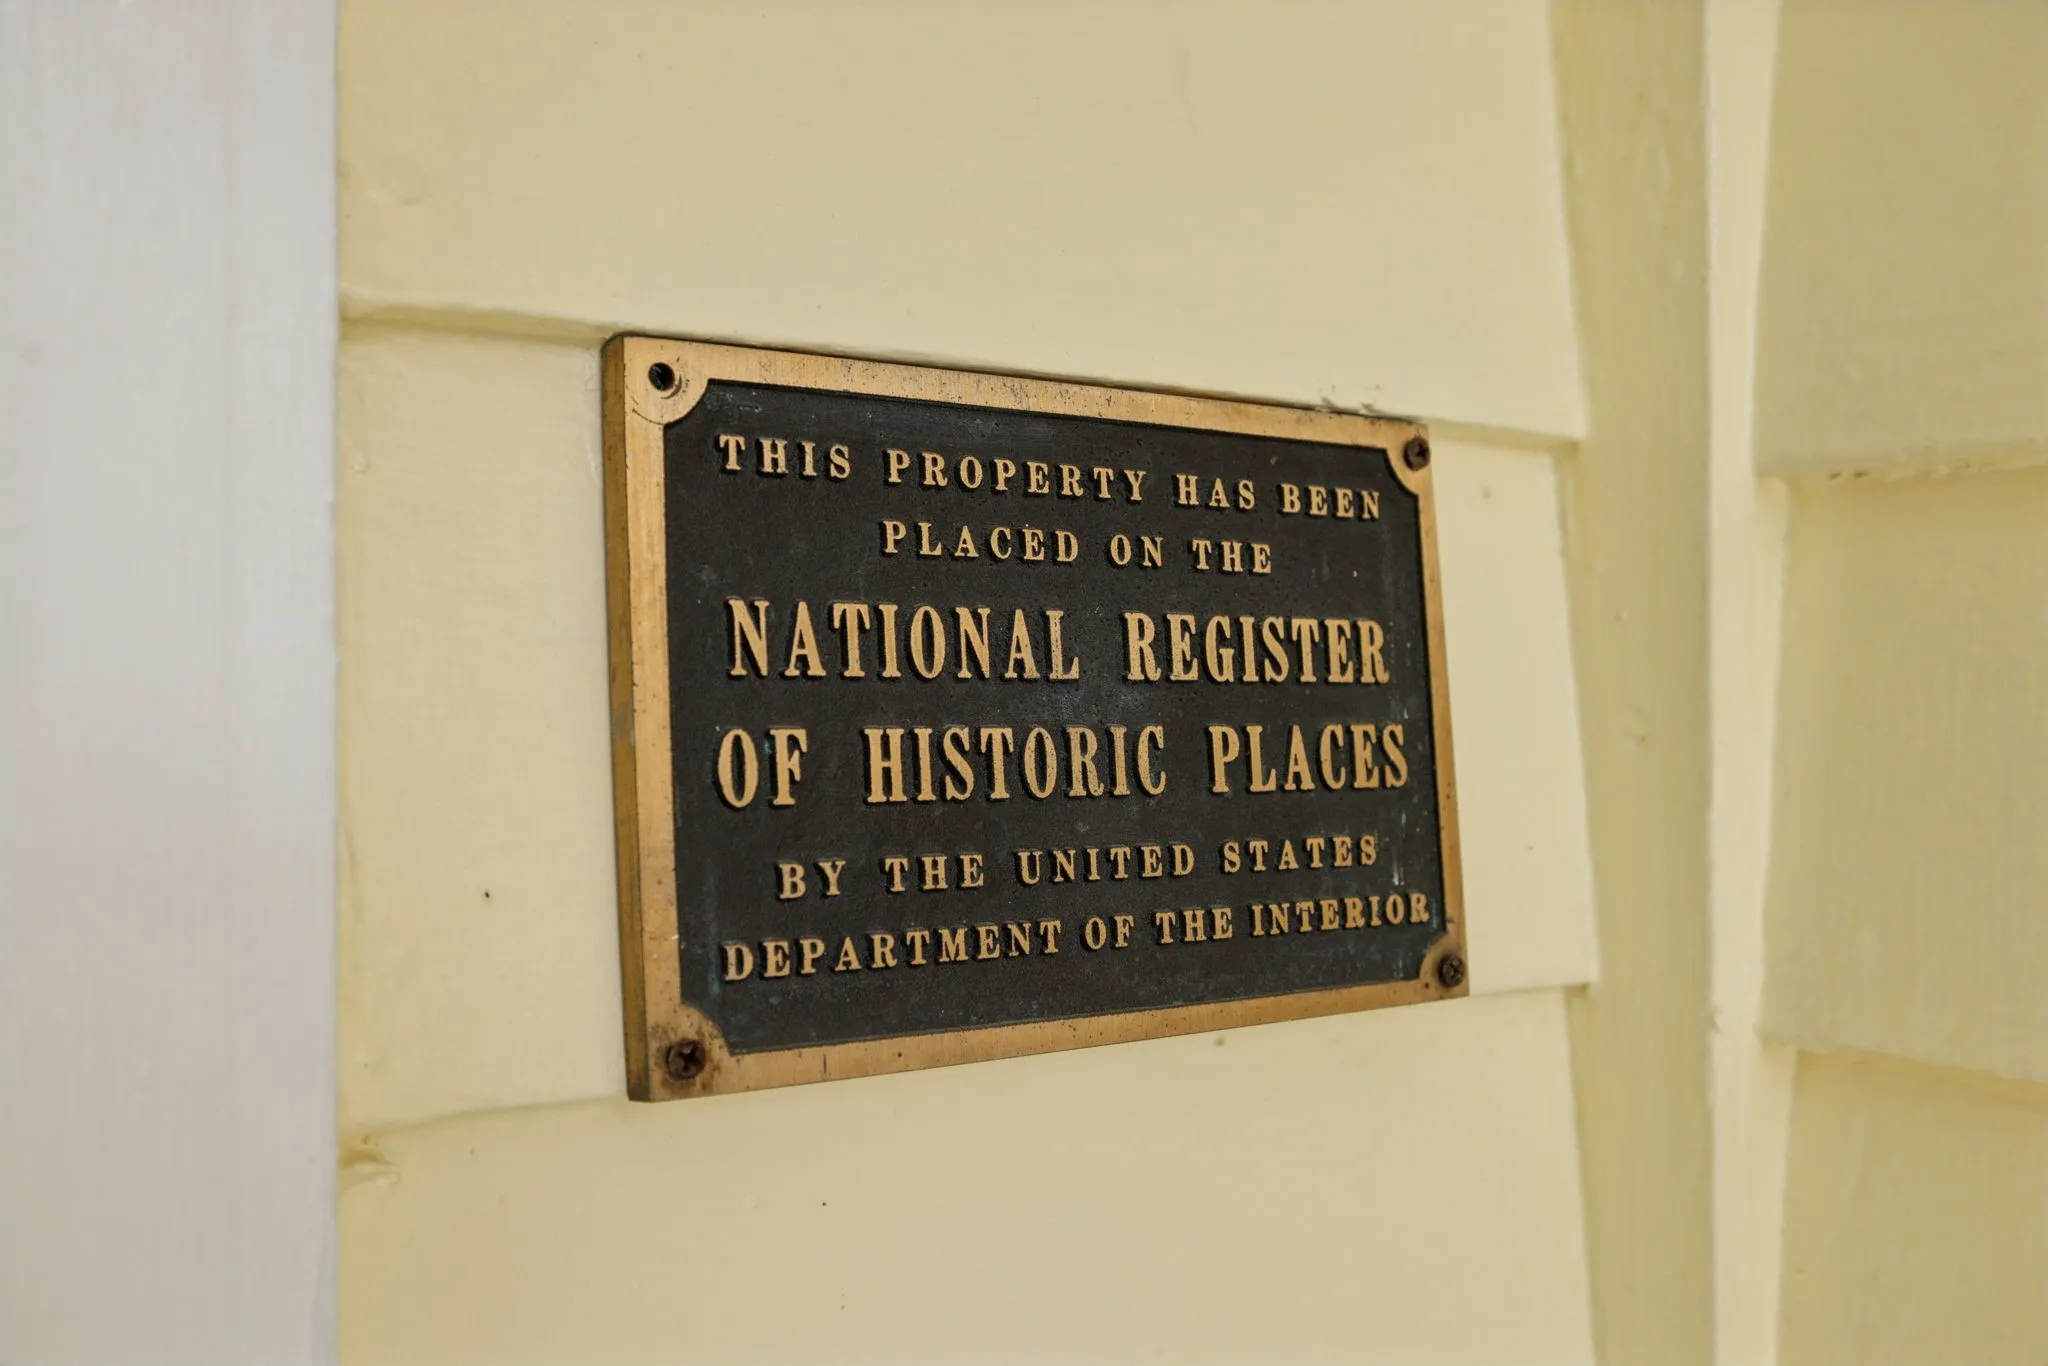 THIS PROPERTY HAS BEEN
PLACED ON THE
NATIONAL REGISTER
OF HISTORIC PLACES
BY THE UNITED STATES
DEPARTMENT OF THE INTERIOR